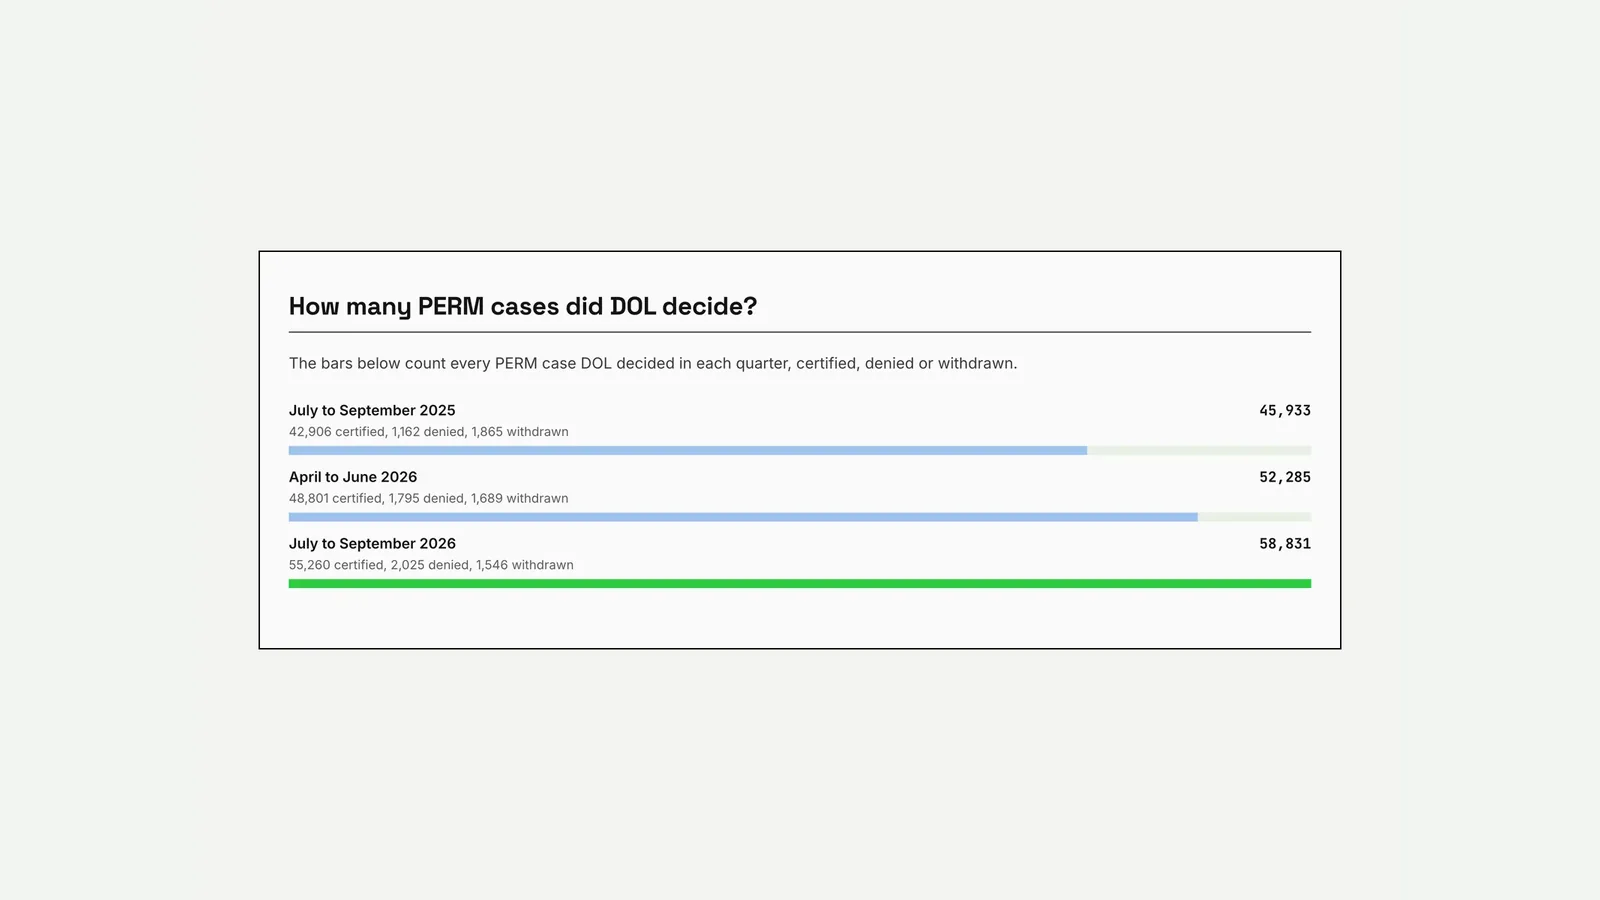 How many PERM cases did DOL decide?
The bars below count every PERM case DOL decided in each quarter, certified, denied or withdrawn.
July to September 2025 45,933
42,906 certified, 1,162 denied, 1,865 withdrawn
April to June 2026 52,285
48,801 certified, 1,795 denied, 1,689 withdrawn
July to September 2026 58,831
55,260 certified, 2,025 denied, 1,546 withdrawn